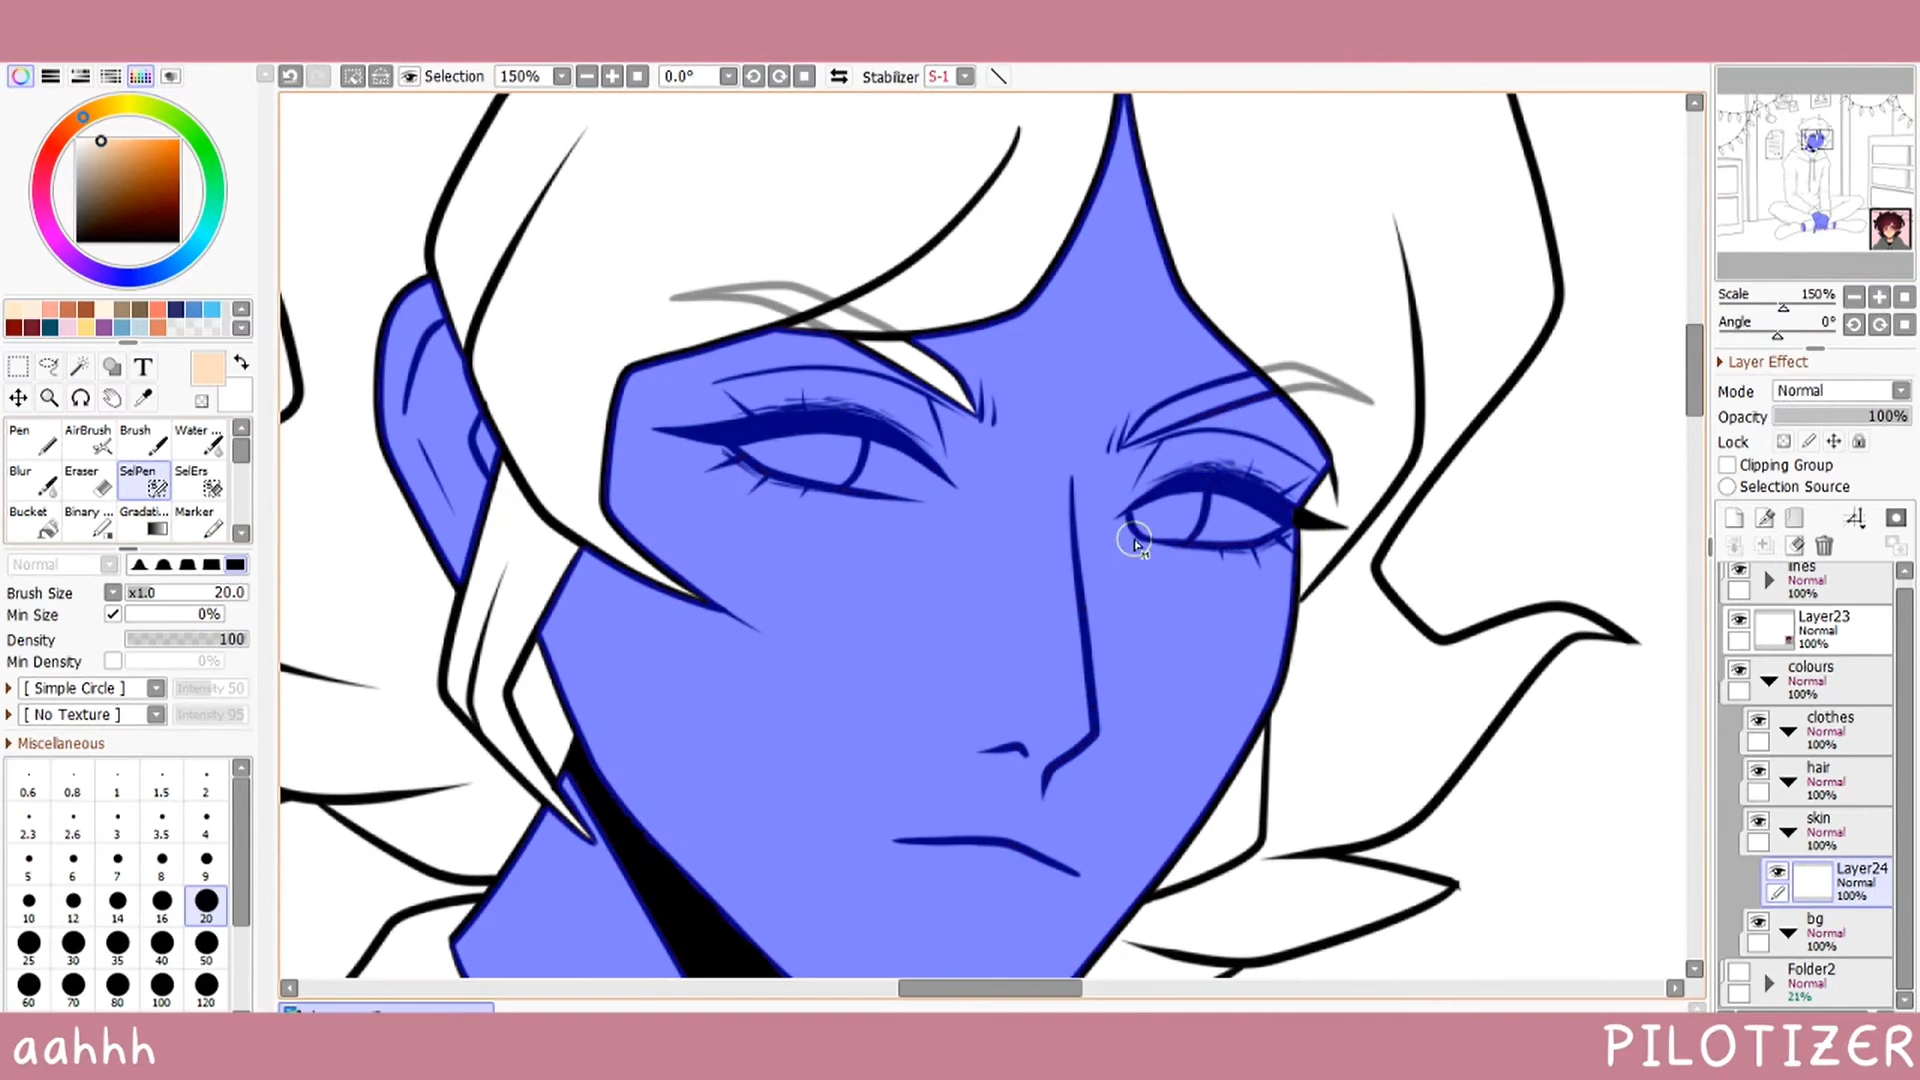 Selection 150% 0.0° Stabilizer S-1
T
Pen AirBrush Brush Water ...
Blur Eraser SelPen SelErs
Bucket Binary ... Gradati... Marker
Normal
Brush Size x1.0 20.0
Min Size 0%
Density 100
Min Density 0%
[ Simple Circle ] Intensity 50
[ No Texture ] Intensity 95
Miscellaneous
0.6 0.8 1 1.5 2
2.3 2.6 3 3.5 4
5 6 7 8 9
10 12 14 16 20
25 30 35 40 50
60 70 80 100 120
Scale 150%
Angle 0°
Layer Effect
Mode Normal
Opacity 100%
Lock
Clipping Group
Selection Source
lines
Normal
100%
Layer23
Normal
100%
colours
Normal
100%
clothes
Normal
100%
hair
Normal
100%
skin
Normal
100%
Layer24
Normal
100%
bg
Normal
100%
Folder2
Normal
21%
aahhh
PILOTIZER